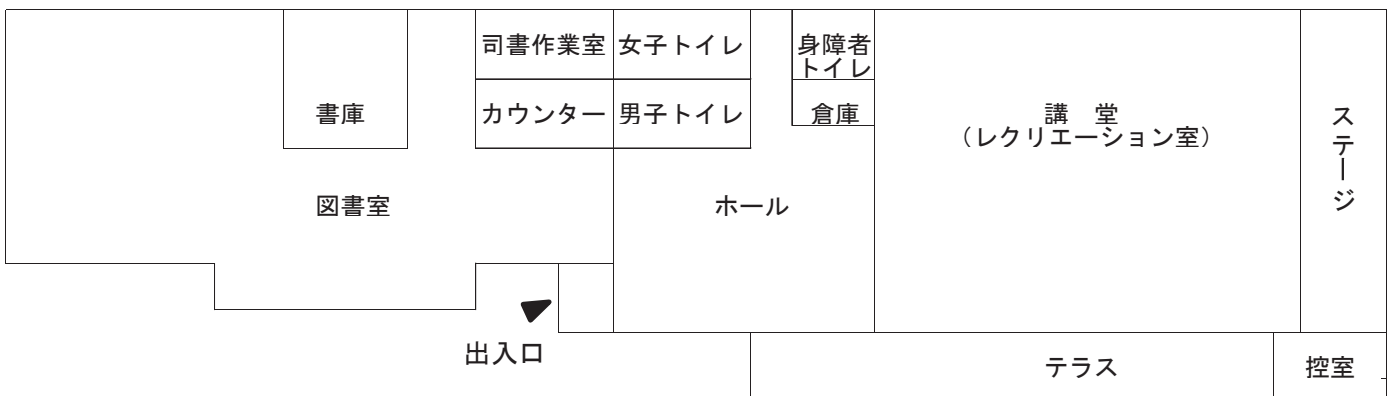 司書作業室
女子トイレ
身障者
トイレ
書庫
カウンター
男子トイレ
倉庫
講　堂
（レクリエーション室）
ステージ
図書室
ホール
出入口
テラス
控室